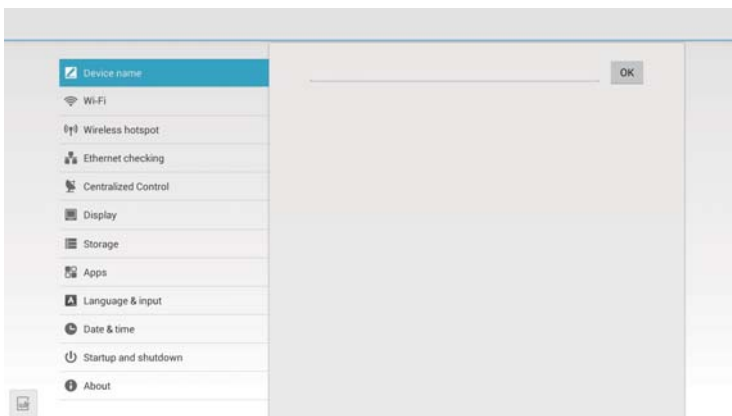 Device name
OK
Wi-Fi
Wireless hotspot
Ethernet checking
Centralized Control
Display
Storage
Apps
Language & input
Date & time
Startup and shutdown
About